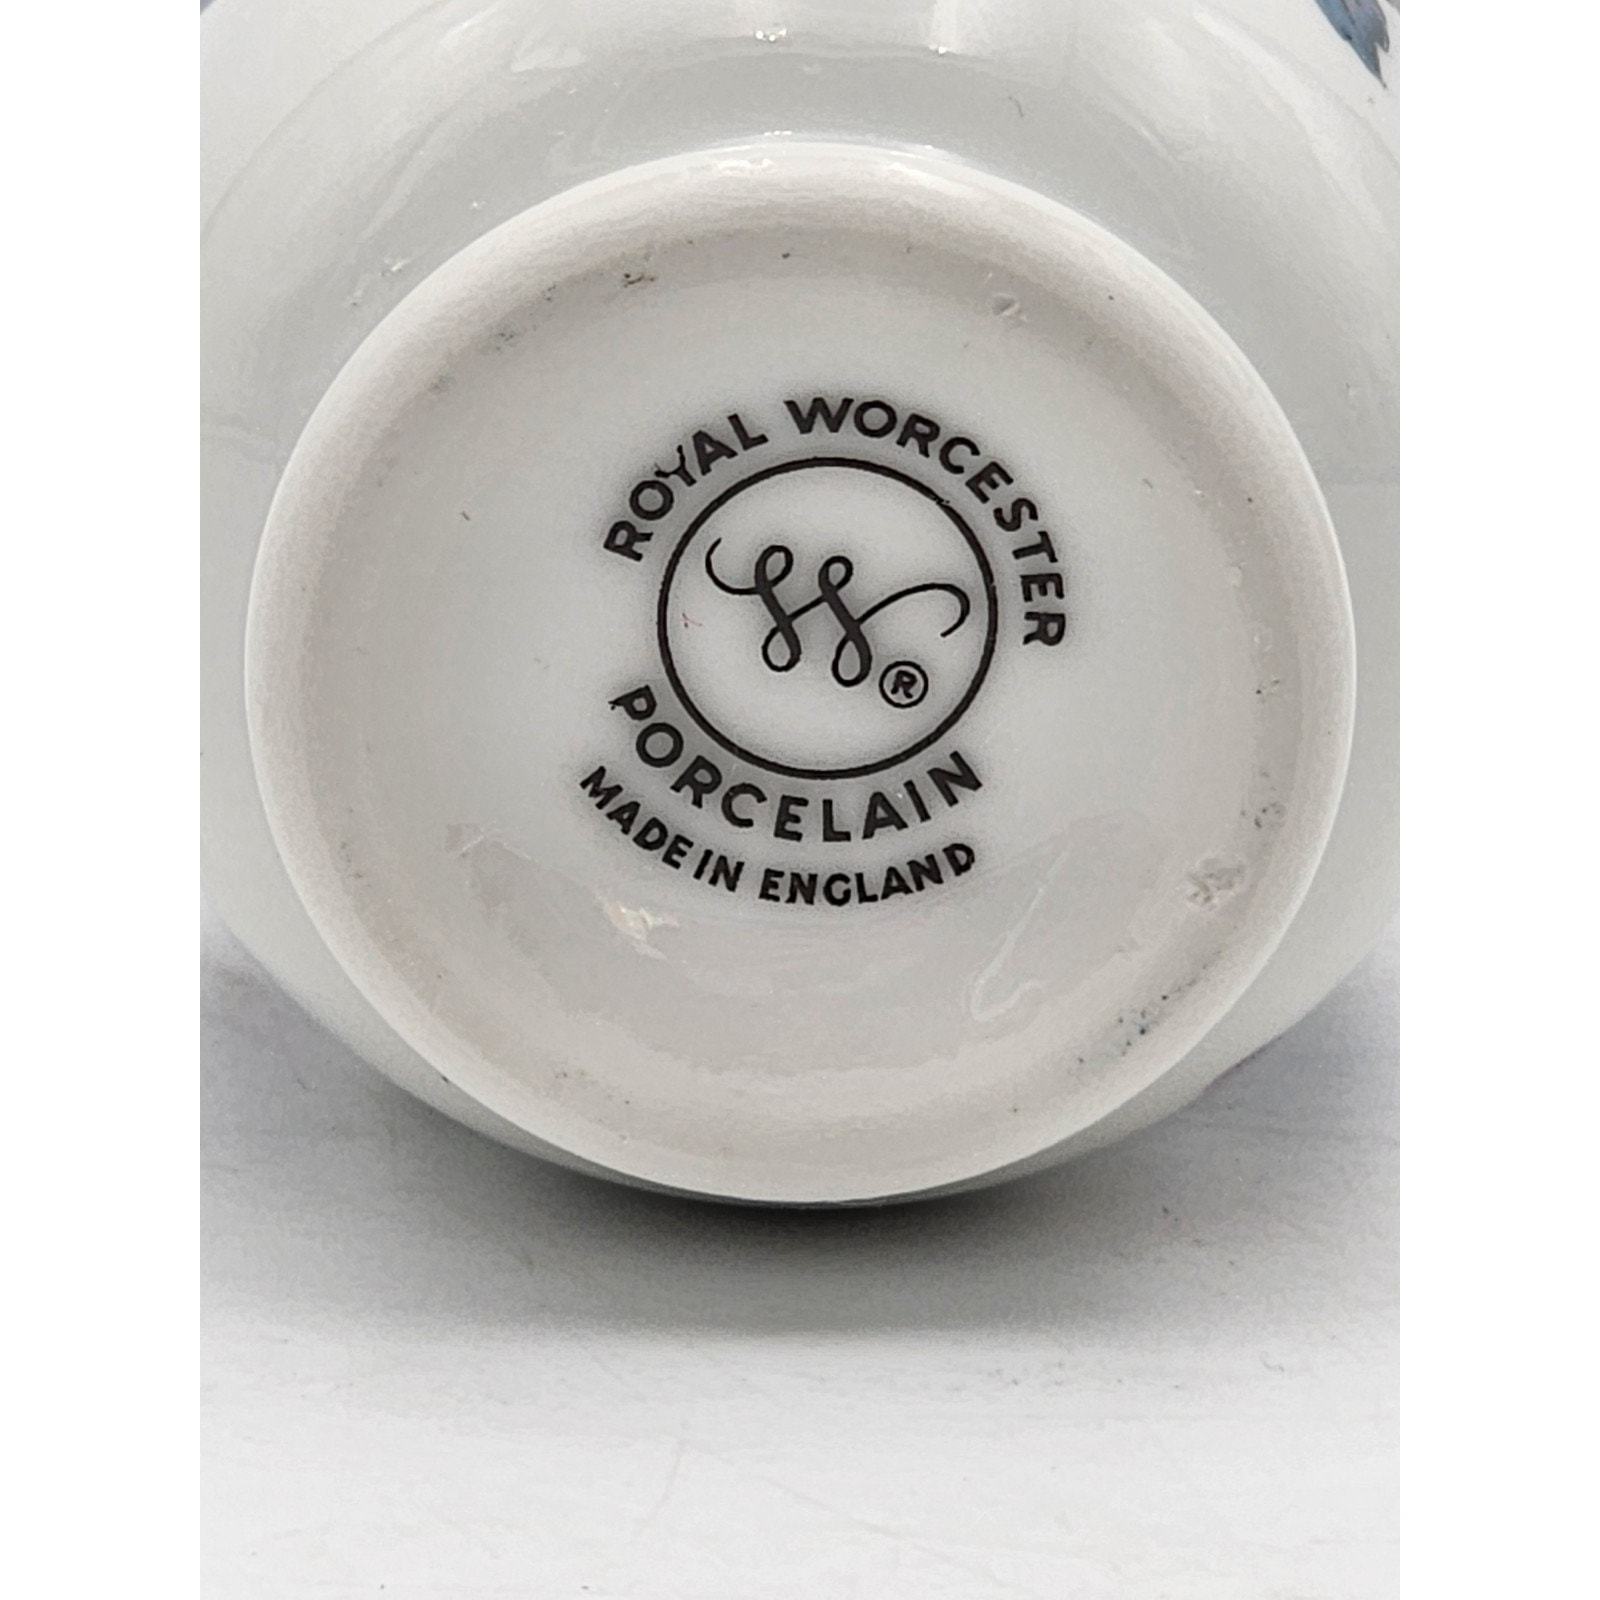 ROYAL WORCESTER
W®
PORCELAIN
MADE IN ENGLAND